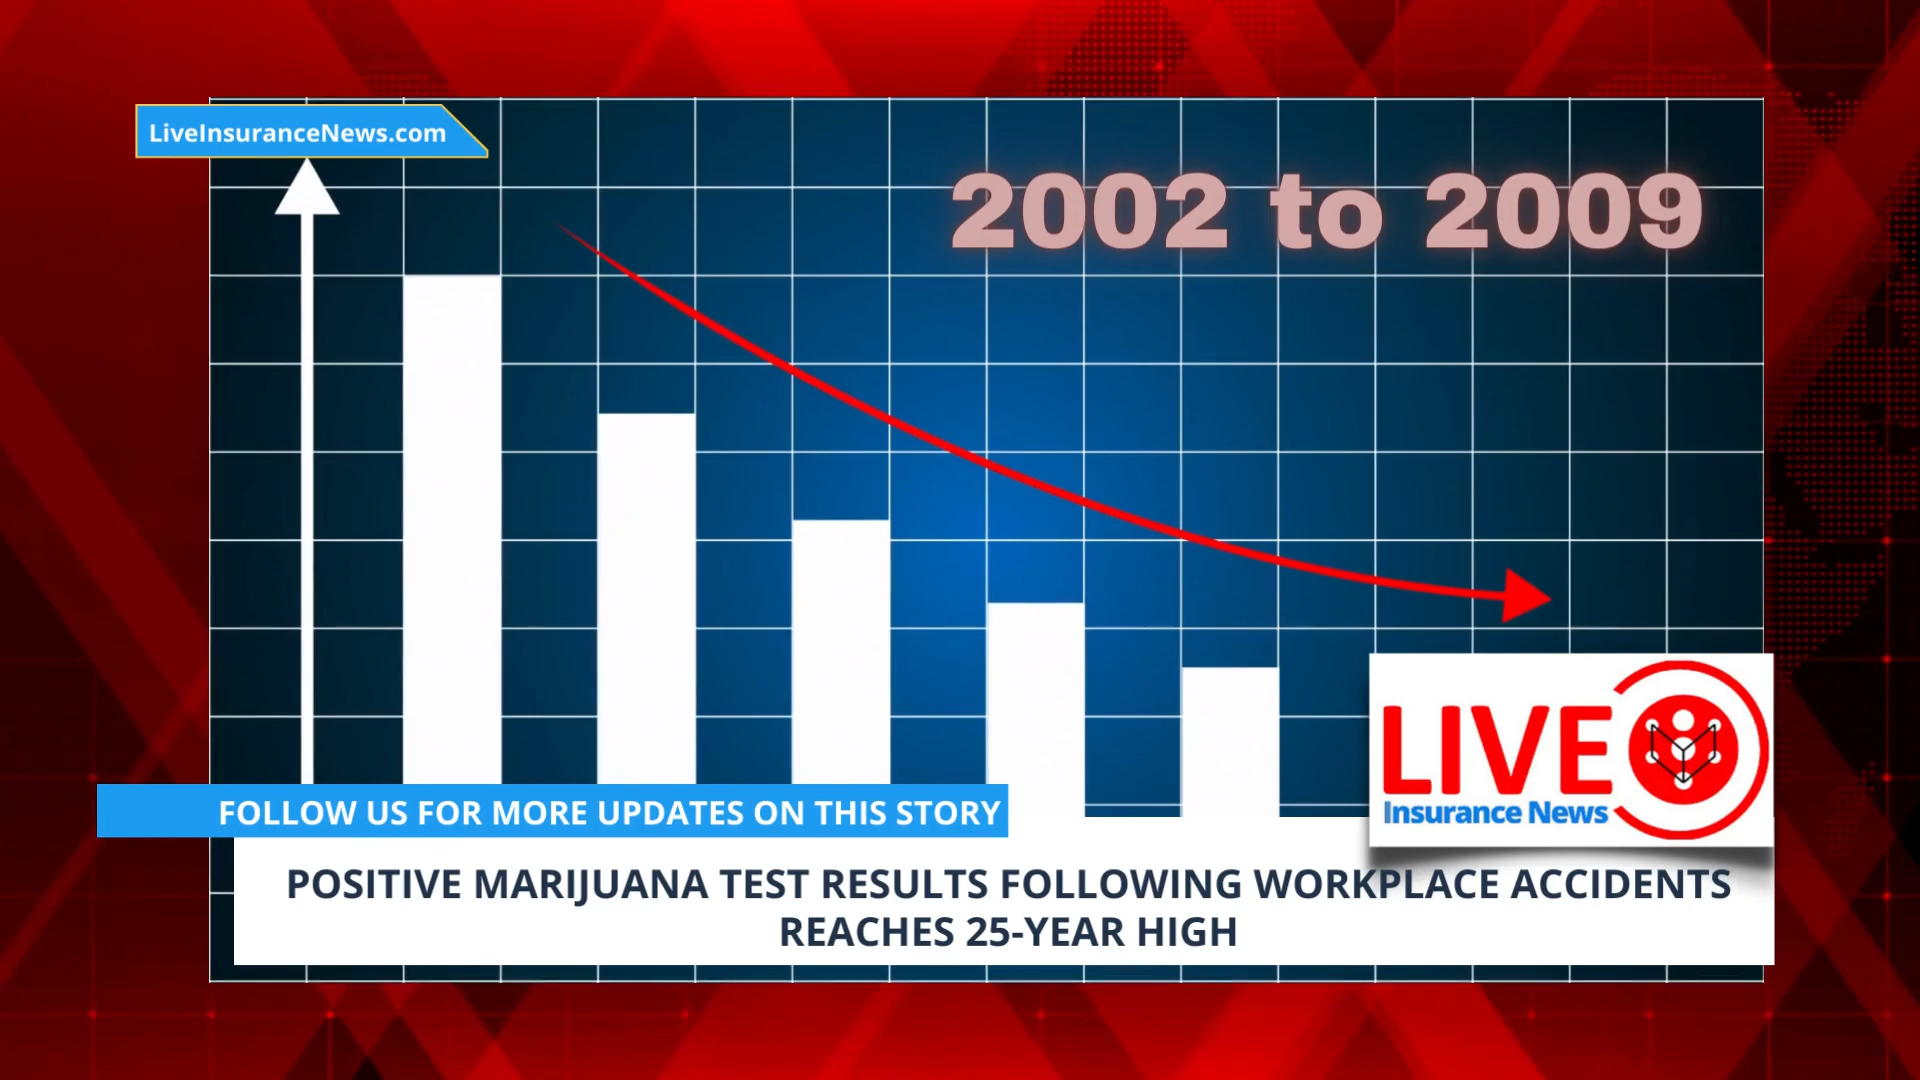 LiveInsuranceNews.com
2002 to 2009
LIVE
Insurance News
FOLLOW US FOR MORE UPDATES ON THIS STORY
POSITIVE MARIJUANA TEST RESULTS FOLLOWING WORKPLACE ACCIDENTS
REACHES 25-YEAR HIGH